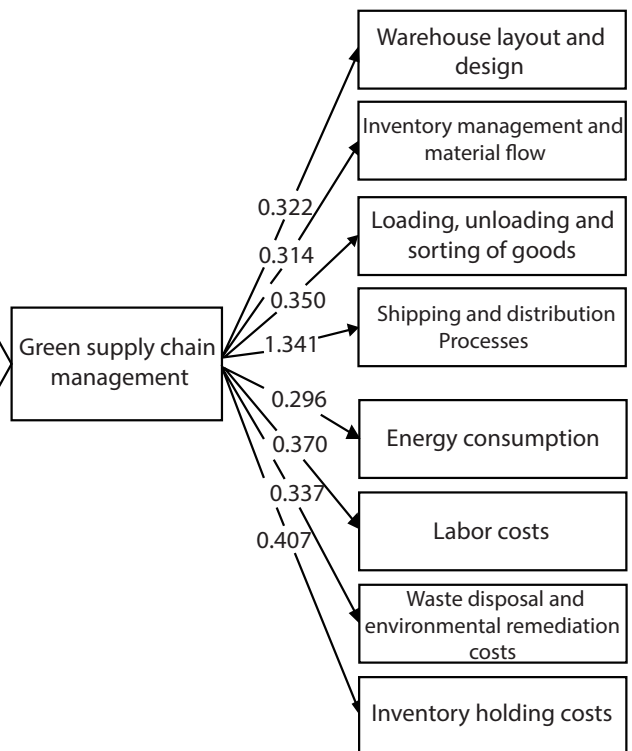 Warehouse layout and
design
Inventory management and
material flow
0.322
Loading, unloading and
sorting of goods
0.314
0.350
Shipping and distribution
Processes
1.341
Green supply chain
management
0.296
Energy consumption
0.370
0.337
Labor costs
0.407
Waste disposal and
environmental remediation
costs
Inventory holding costs